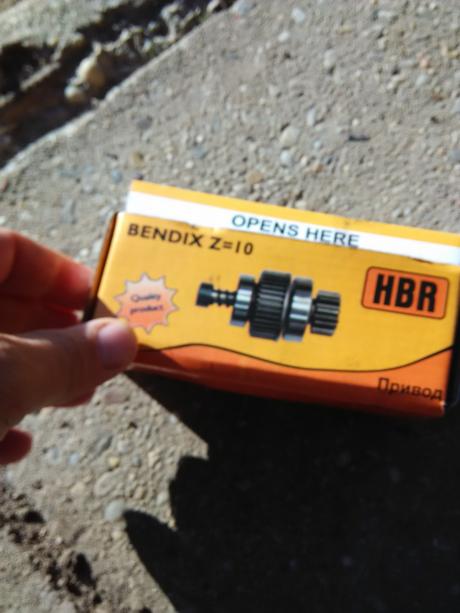 OPENS HERE
BENDIX Z=10
HBR
Quality
product
Привод